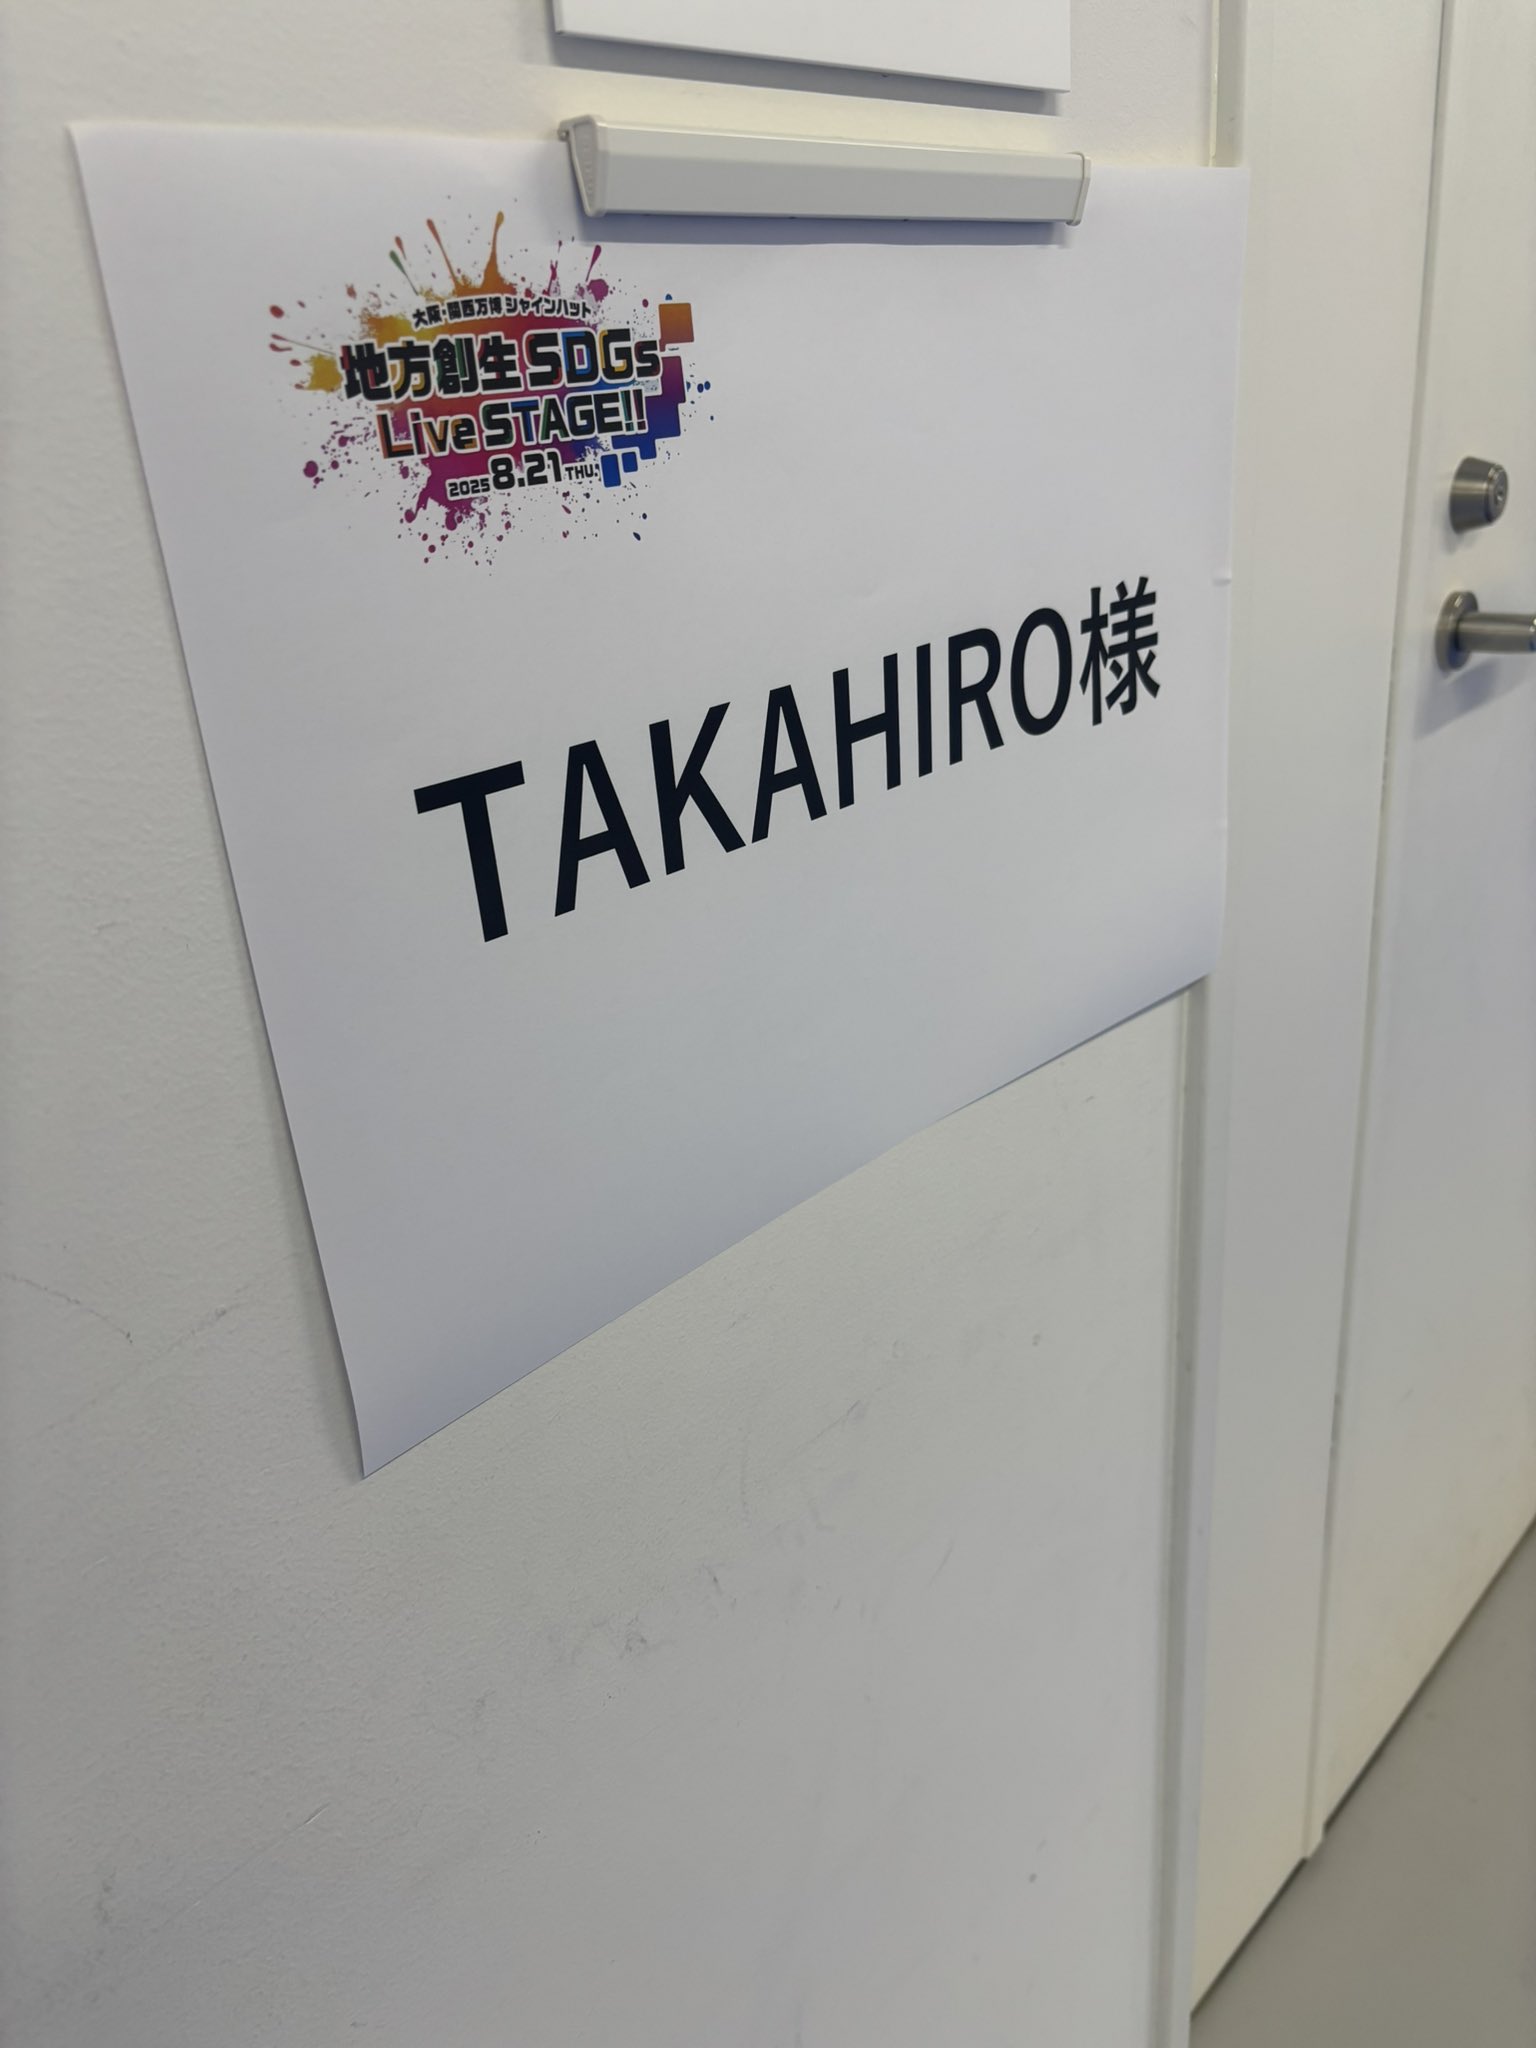 大阪・関西万博 シャインハット
地方創生 SDGs
Live STAGE!!
2025 8.21 THU.
TAKAHIRO様